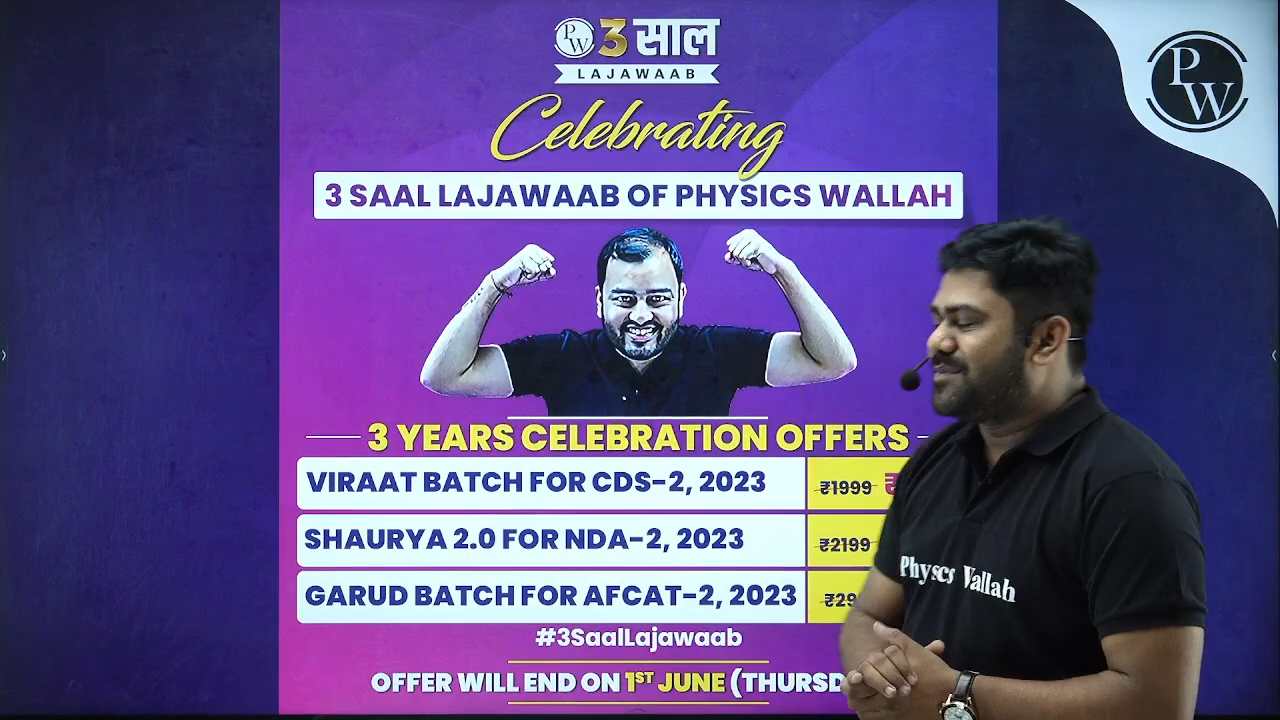 PW 3 साल
LAJAWAAB
PW
Celebrating
3 SAAL LAJAWAAB OF PHYSICS WALLAH
3 YEARS CELEBRATION OFFERS
VIRAAT BATCH FOR CDS-2, 2023 ₹1999 ₹
SHAURYA 2.0 FOR NDA-2, 2023 ₹2199
GARUD BATCH FOR AFCAT-2, 2023
Physics Wallah
#3SaalLajawaab
OFFER WILL END ON 1ST JUNE